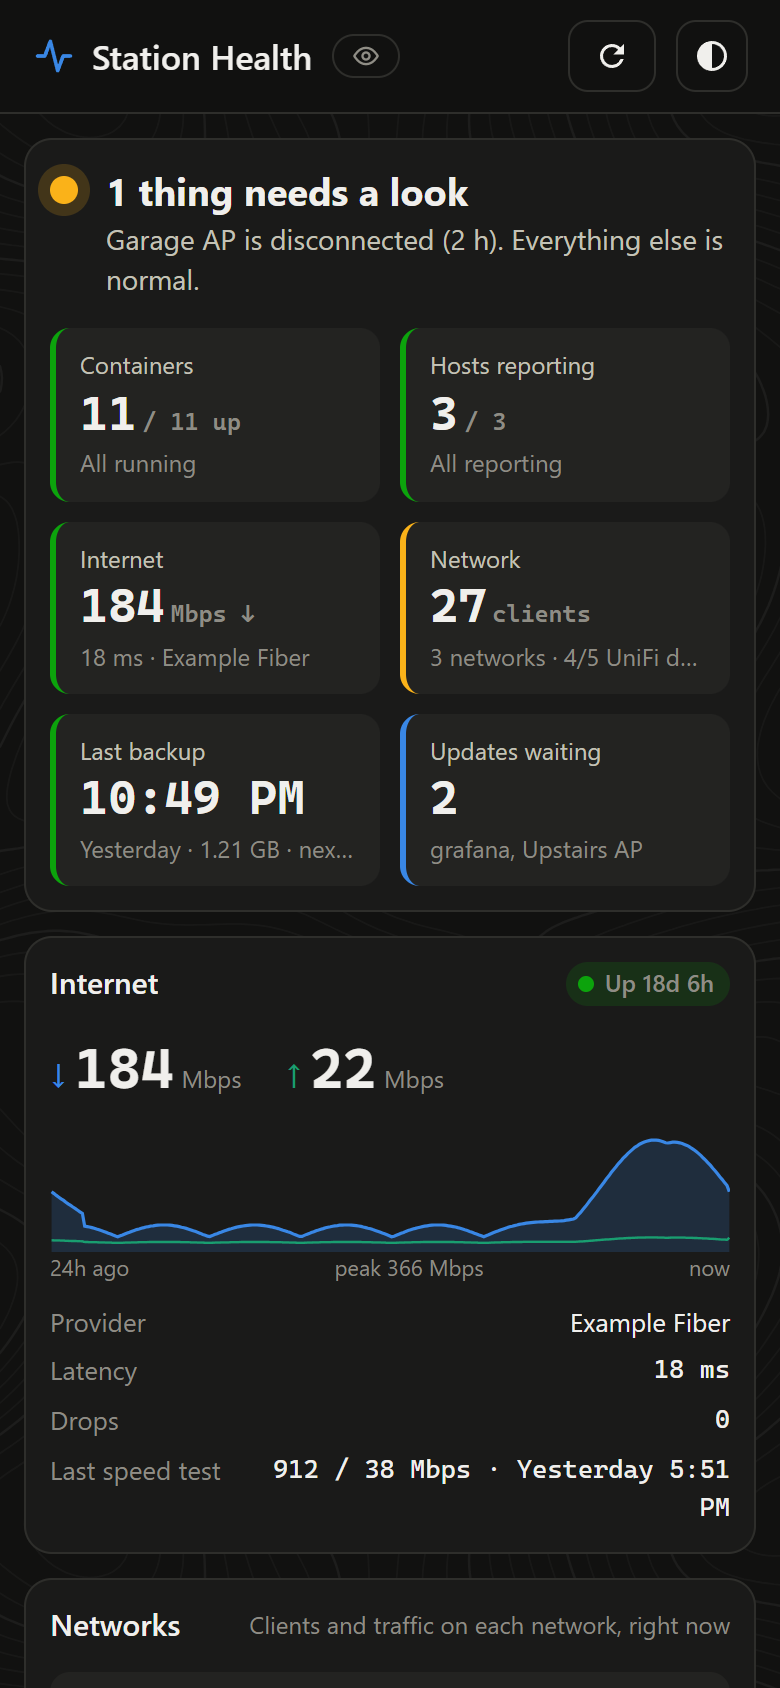 Station Health
1 thing needs a look
Garage AP is disconnected (2 h). Everything else is
normal.
Containers
11 / 11 up
All running
Hosts reporting
3 / 3
All reporting
Internet
184 Mbps ↓
18 ms · Example Fiber
Network
27 clients
3 networks · 4/5 UniFi d...
Last backup
10:49 PM
Yesterday · 1.21 GB · nex...
Updates waiting
2
grafana, Upstairs AP
Internet
Up 18d 6h
↓ 184 Mbps ↑ 22 Mbps
24h ago peak 366 Mbps now
Provider Example Fiber
Latency 18 ms
Drops 0
Last speed test 912 / 38 Mbps · Yesterday 5:51
PM
Networks Clients and traffic on each network, right now